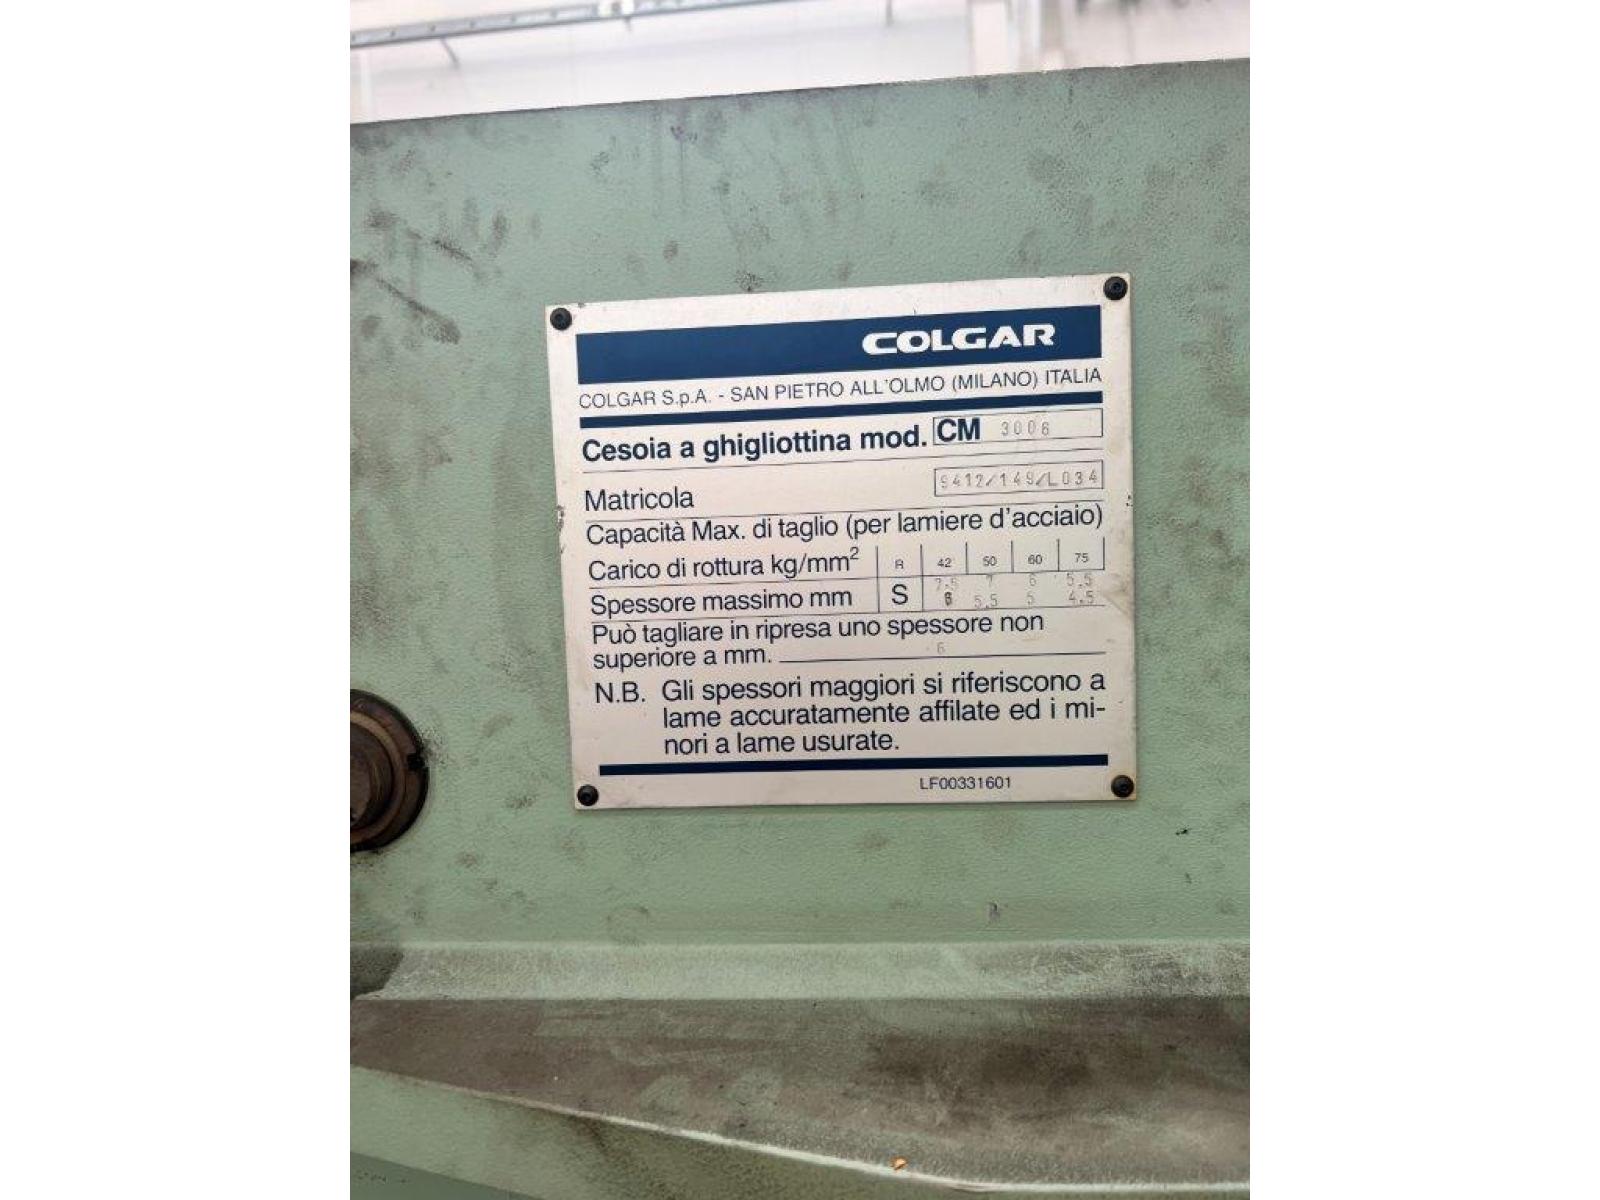 COLGAR
COLGAR S.p.A. - SAN PIETRO ALL'OLMO (MILANO) ITALIA
Cesoia a ghigliottina mod. CM 3006
Matricola 9412/149/L034
Capacità Max. di taglio (per lamiere d'acciaio)
Carico di rottura kg/mm² R 42 50 60 75
7.5 7 6 5.5
Spessore massimo mm S 6 5.5 5 4.5
Può tagliare in ripresa uno spessore non
superiore a mm. 6
N.B. Gli spessori maggiori si riferiscono a
lame accuratamente affilate ed i mi-
nori a lame usurate.
LF00331601